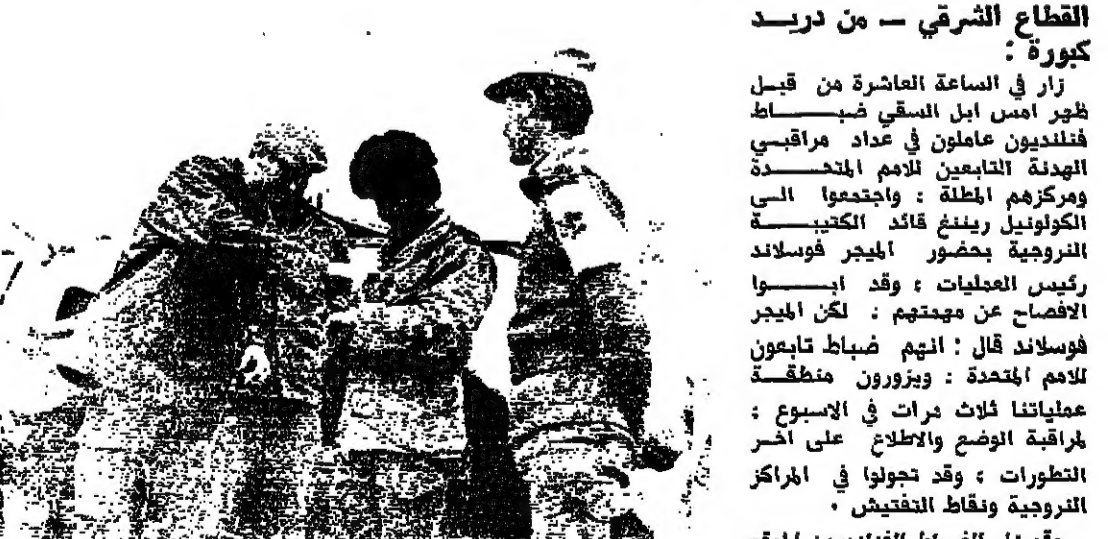 القطاع الشرقي — من دريد
كبورة :
زار في الساعة العاشرة من قبل
ظهر امس ابل السقي ضباط
فنلنديون عاملون في عداد مراقبي
الهدنة التابعين للامم المتحدة
ومركزهم المطلة ; واجتمعوا الى
الكولونيل ريننغ قائد الكتيبة
النروجية بحضور الميجر فوسلاند
رئيس العمليات ; وقد ابوا
الافصاح عن مهمتهم . لكن الميجر
فوسلاند قال : انهم ضباط تابعون
للامم المتحدة . ويزورون منطقة
عملياتنا ثلاث مرات في الاسبوع ;
لمراقبة الوضع والاطلاع على اخر
التطورات ; وقد تجولوا في المراكز
النروجية ونقاط التفتيش .